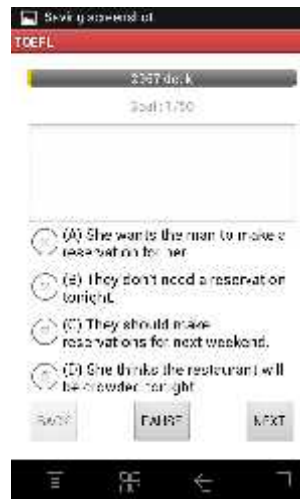 Saving screenshot
TOEFL
Goal: 1/50
(A) She wants the man to make a
reservation for her
(B) They don't need a reservation
tonight.
(C) They should make
reservations for next weekend.
(D) She thinks the restaurant will
be crowded tonight
BACK
PAUSE
NEXT